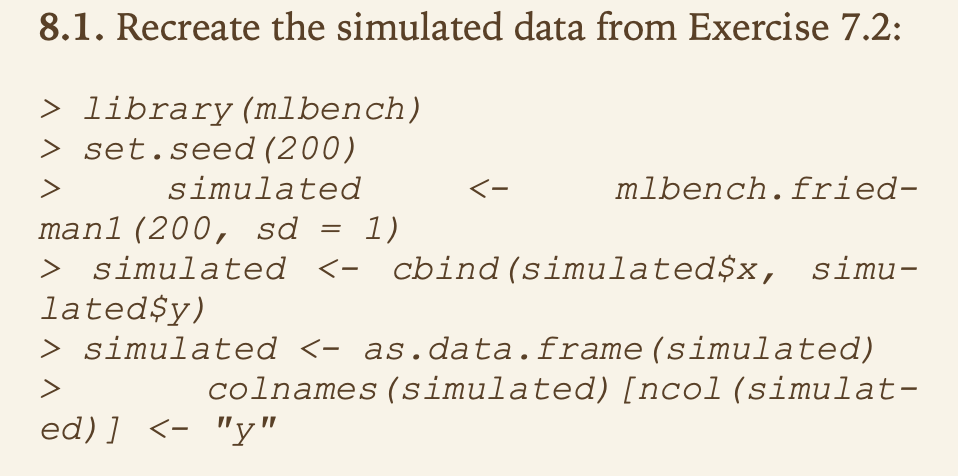 8.1. Recreate the simulated data from Exercise 7.2:
> library(mlbench)
> set.seed(200)
> simulated <- mlbench.fried-
man1(200, sd = 1)
> simulated <- cbind(simulated$x, simu-
lated$y)
> simulated <- as.data.frame(simulated)
> colnames(simulated)[ncol(simulat-
ed)] <- "y"